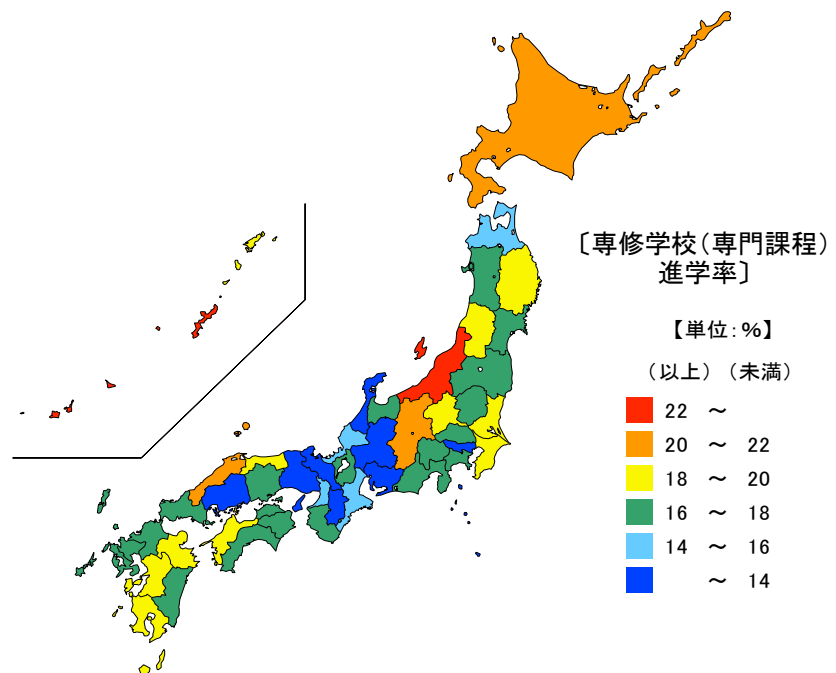 〔専修学校(専門課程)
進学率〕
【単位:%】
(以上)(未満)
22 ～
20 ～ 22
18 ～ 20
16 ～ 18
14 ～ 16
～ 14